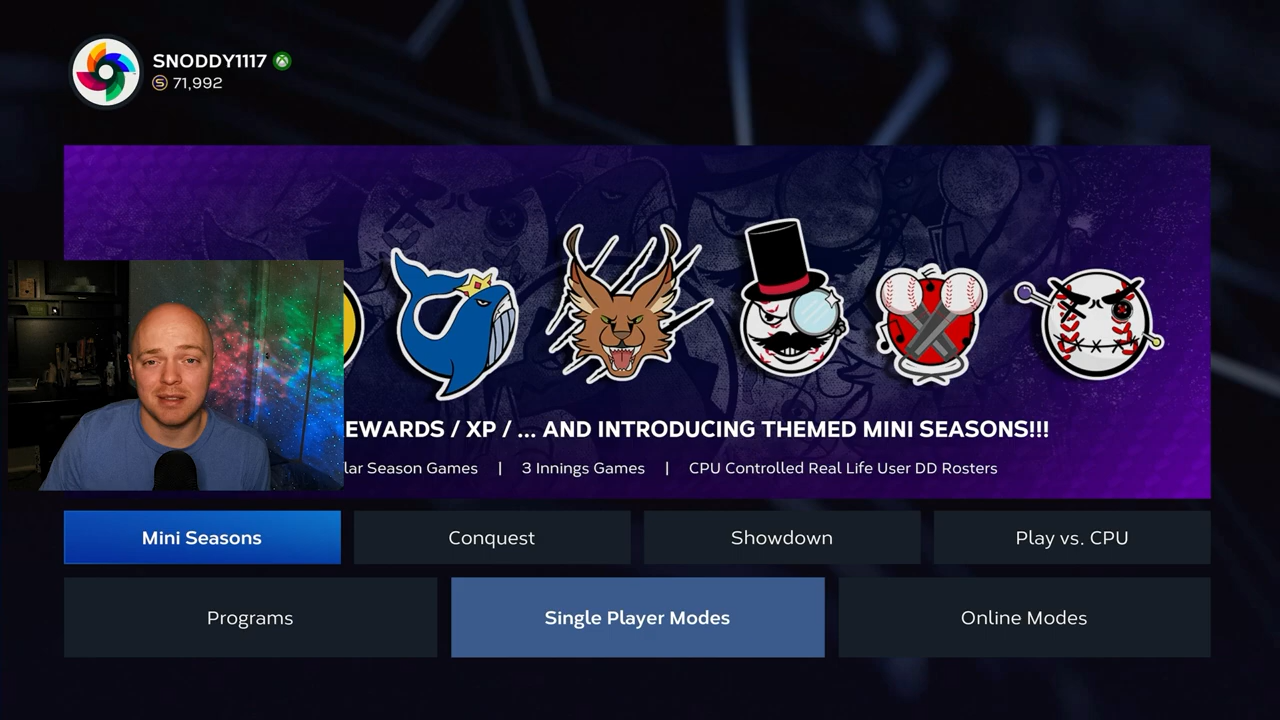 SNODDY1117
71,992
EWARDS / XP / ... AND INTRODUCING THEMED MINI SEASONS!!!
lar Season Games | 3 Innings Games | CPU Controlled Real Life User DD Rosters
Mini Seasons
Conquest
Showdown
Play vs. CPU
Programs
Single Player Modes
Online Modes